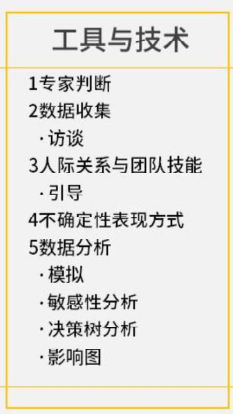 工具与技术
1专家判断
2数据收集
·访谈
3人际关系与团队技能
·引导
4不确定性表现方式
5数据分析
·模拟
·敏感性分析
·决策树分析
·影响图